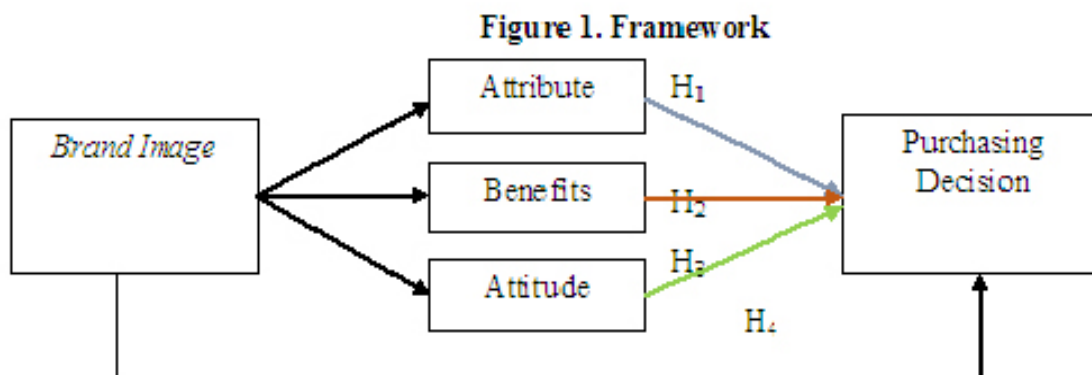 Figure 1. Framework
Attribute
H₁
Brand Image
Purchasing
Decision
Benefits
H₂
H₃
Attitude
H₄